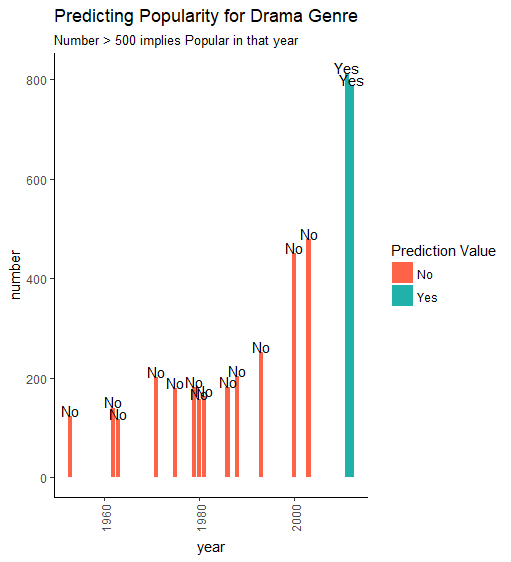 Predicting Popularity for Drama Genre
Number > 500 implies Popular in that year
Yes
Yes
800
600
No
No
400
No
No
No
No
No
No
No
No
No
200
No
No
No
0
number
1960
1980
2000
year
Prediction Value
No
Yes